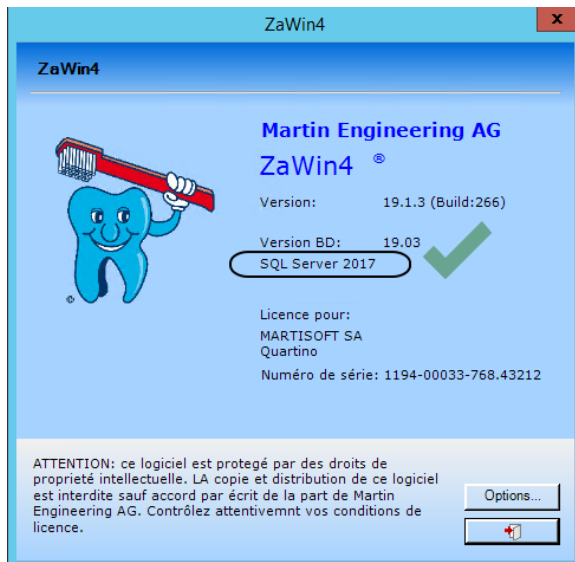 ZaWin4
x
ZaWin4
Martin Engineering AG
ZaWin4 ®
Version: 19.1.3 (Build:266)
Version BD: 19.03
SQL Server 2017
©
Licence pour:
MARTISOFT SA
Quartino
Numéro de série: 1194-00033-768.43212
ATTENTION: ce logiciel est protegé par des droits de
proprieté intellectuelle. LA copie et distribution de ce logiciel
est interdite sauf accord par écrit de la part de Martin
Engineering AG. Contrôlez attentivemnt vos conditions de
licence.
Options...